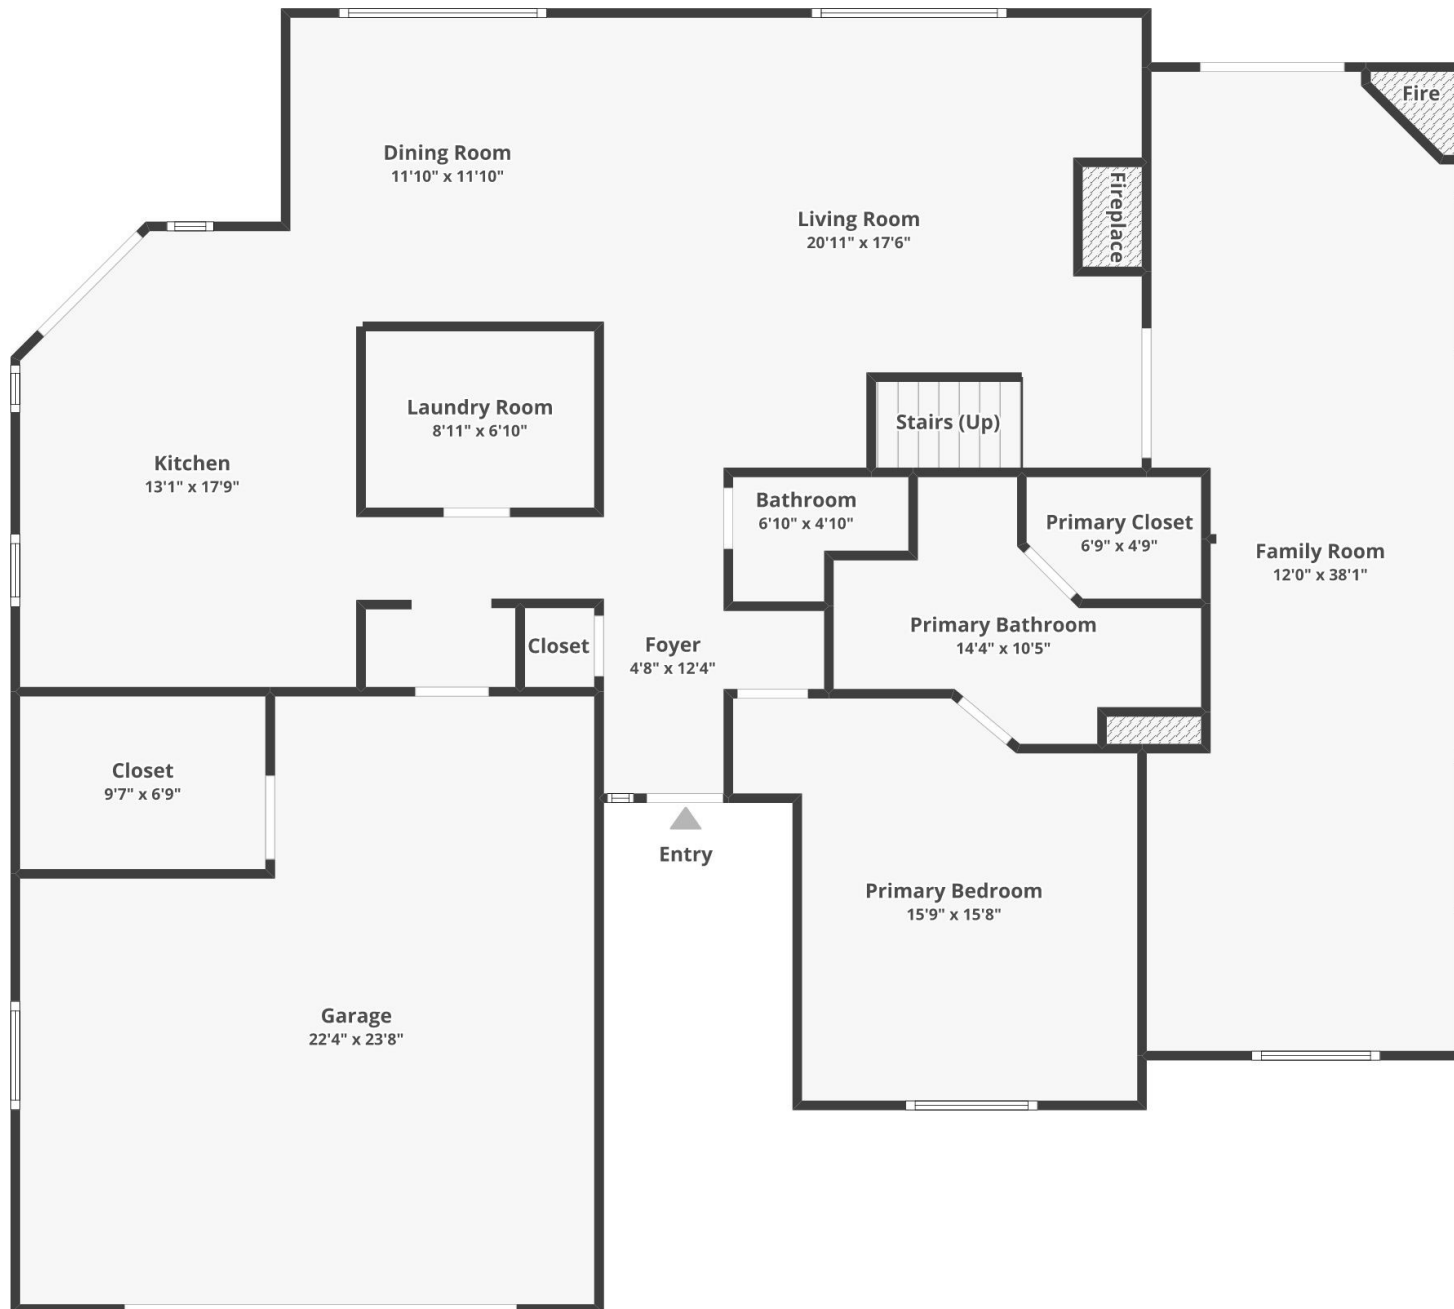 Fire
Dining Room
11'10" x 11'10"
Living Room
20'11" x 17'6"
Fireplace
Laundry Room
8'11" x 6'10"
Stairs (Up)
Kitchen
13'1" x 17'9"
Bathroom
6'10" x 4'10"
Primary Closet
6'9" x 4'9"
Family Room
12'0" x 38'1"
Closet
Foyer
4'8" x 12'4"
Primary Bathroom
14'4" x 10'5"
Closet
9'7" x 6'9"
Entry
Primary Bedroom
15'9" x 15'8"
Garage
22'4" x 23'8"